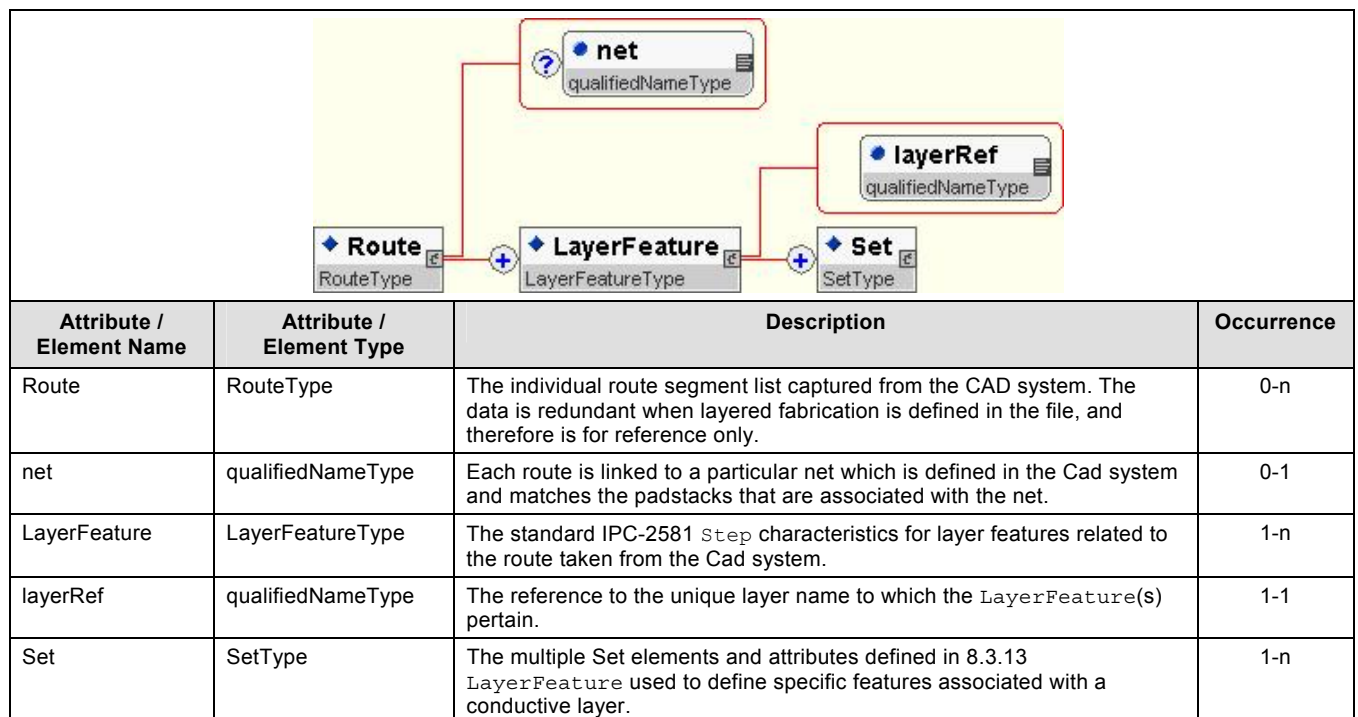 net
qualifiedNameType
layerRef
qualifiedNameType
Route
RouteType
LayerFeature
LayerFeatureType
Set
SetType
Attribute / Element Name
Attribute / Element Type
Description
Occurrence
Route
RouteType
The individual route segment list captured from the CAD system. The
data is redundant when layered fabrication is defined in the file, and
therefore is for reference only.
0-n
net
qualifiedNameType
Each route is linked to a particular net which is defined in the Cad system
and matches the padstacks that are associated with the net.
0-1
LayerFeature
LayerFeatureType
The standard IPC-2581 Step characteristics for layer features related to
the route taken from the Cad system.
1-n
layerRef
qualifiedNameType
The reference to the unique layer name to which the LayerFeature(s)
pertain.
1-1
Set
SetType
The multiple Set elements and attributes defined in 8.3.13
LayerFeature used to define specific features associated with a
conductive layer.
1-n